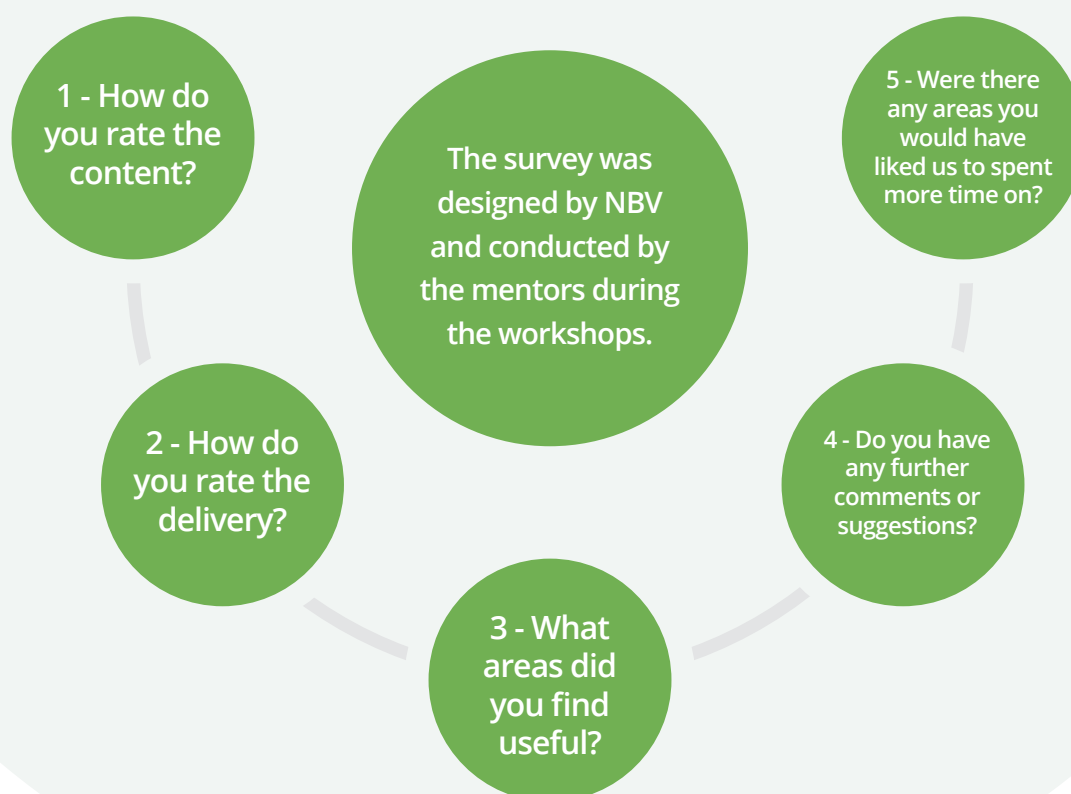 1 - How do
you rate the
content?
The survey was
designed by NBV
and conducted by
the mentors during
the workshops.
5 - Were there
any areas you
would have
liked us to spent
more time on?
2 - How do
you rate the
delivery?
4 - Do you have
any further
comments or
suggestions?
3 - What
areas did
you find
useful?